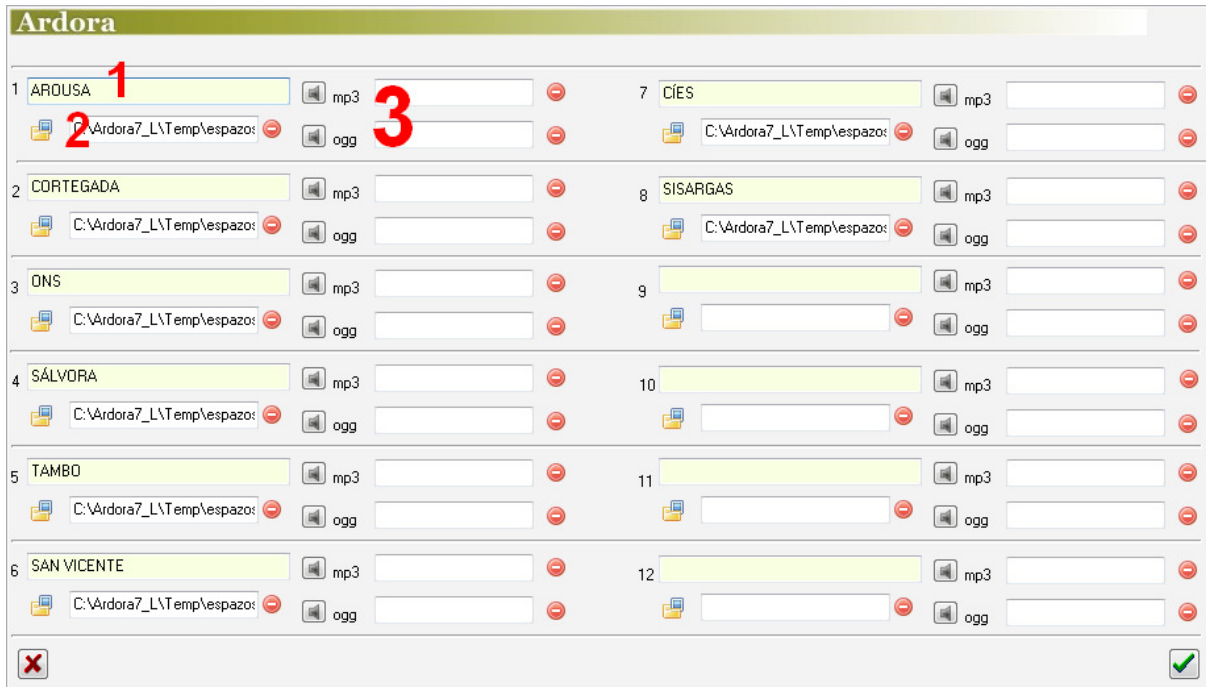 Ardora
1 AROUSA 1 mp3 3
2 C:\Ardora7_L\Temp\espazos ogg
2 CORTEGADA mp3
C:\Ardora7_L\Temp\espazos ogg
3 ONS mp3
C:\Ardora7_L\Temp\espazos ogg
4 SÁLVORA mp3
C:\Ardora7_L\Temp\espazos ogg
5 TAMBO mp3
C:\Ardora7_L\Temp\espazos ogg
6 SAN VICENTE mp3
C:\Ardora7_L\Temp\espazos ogg
7 CÍES mp3
C:\Ardora7_L\Temp\espazos ogg
8 SISARGAS mp3
C:\Ardora7_L\Temp\espazos ogg
9 mp3
ogg
10 mp3
ogg
11 mp3
ogg
12 mp3
ogg